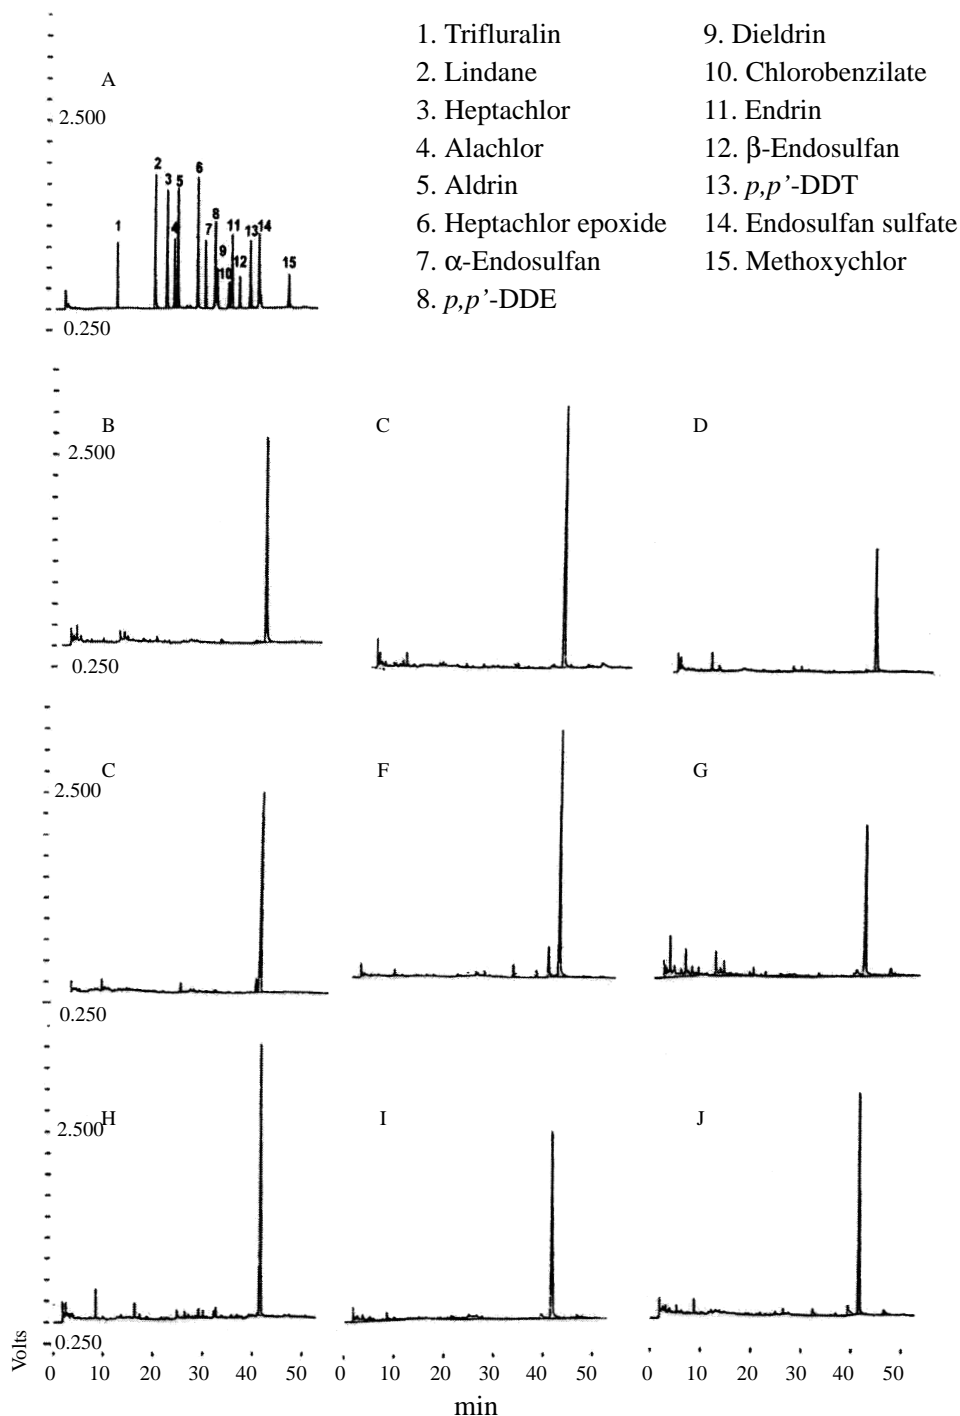 1. Trifluralin
2. Lindane
3. Heptachlor
4. Alachlor
5. Aldrin
6. Heptachlor epoxide
7. α-Endosulfan
8. p,p’-DDE
9. Dieldrin
10. Chlorobenzilate
11. Endrin
12. β-Endosulfan
13. p,p’-DDT
14. Endosulfan sulfate
15. Methoxychlor
A
2.500
1 2 3 4 5 6 7 8 9 10 11 12 13 14 15
0.250
B C D
2.500
0.250
C F G
2.500
0.250
H I J
2.500
0.250
Volts
0 10 20 30 40 50 0 10 20 30 40 50 0 10 20 30 40 50
min